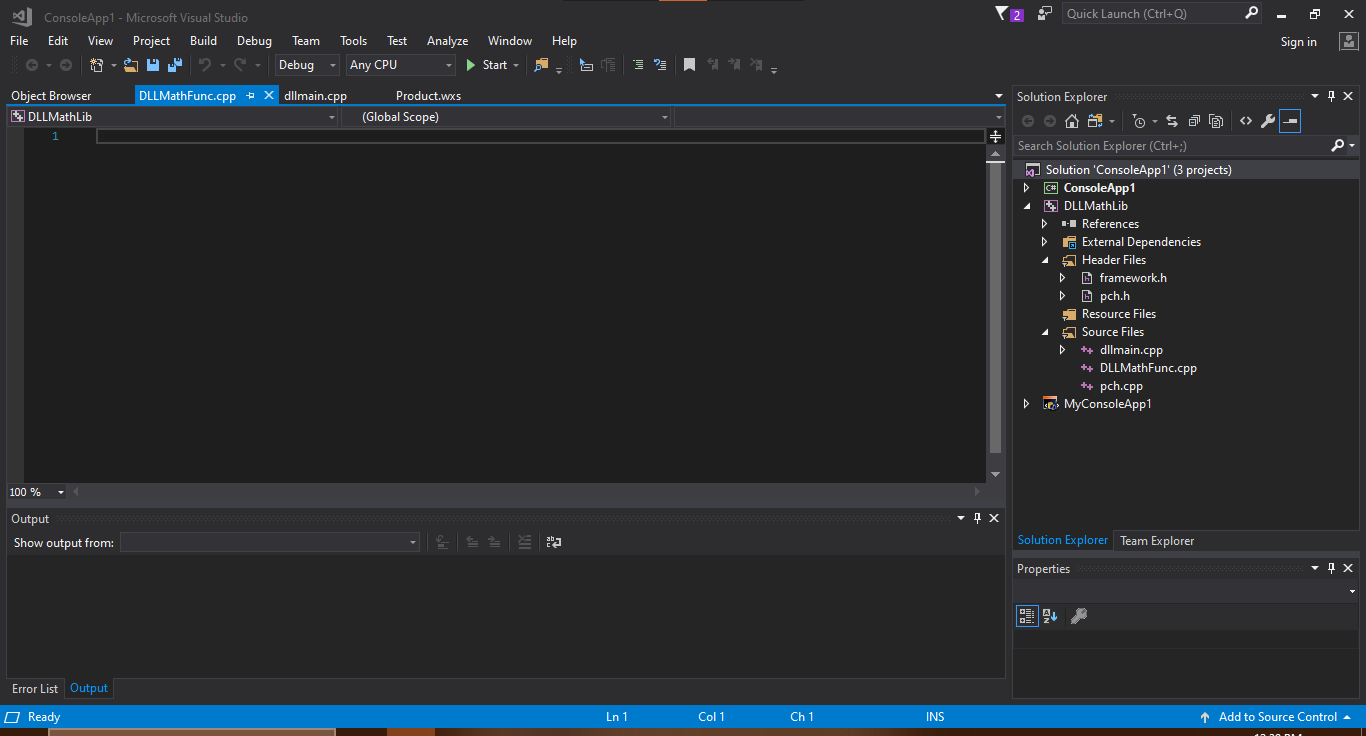 ConsoleApp1 - Microsoft Visual Studio
2
Quick Launch (Ctrl+Q)
File Edit View Project Build Debug Team Tools Test Analyze Window Help
Sign in
Debug Any CPU Start
Object Browser DLLMathFunc.cpp dllmain.cpp Product.wxs
DLLMathLib (Global Scope)
1
100 %
Output
Show output from:
Error List Output
Solution Explorer
Search Solution Explorer (Ctrl+;)
Solution 'ConsoleApp1' (3 projects)
C# ConsoleApp1
DLLMathLib
References
External Dependencies
Header Files
framework.h
pch.h
Resource Files
Source Files
dllmain.cpp
DLLMathFunc.cpp
pch.cpp
MyConsoleApp1
Solution Explorer Team Explorer
Properties
Ready Ln 1 Col 1 Ch 1 INS Add to Source Control